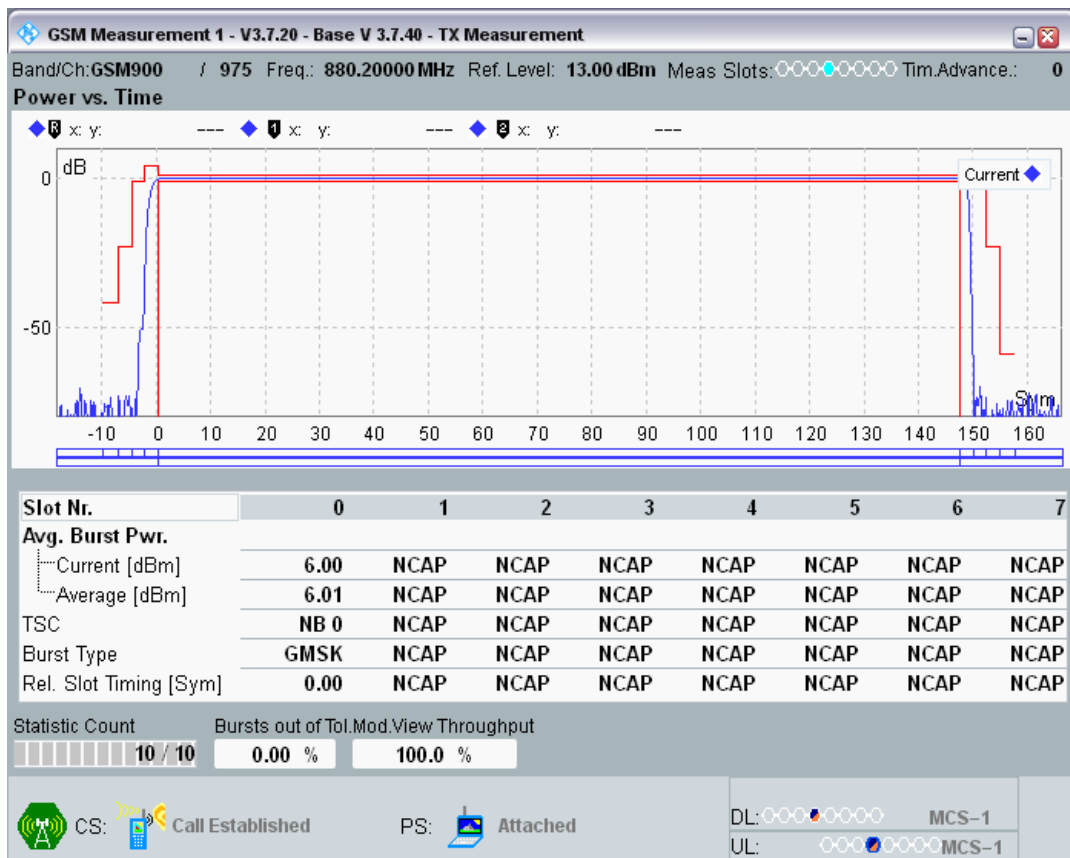 GSM Measurement 1 - V3.7.20 - Base V 3.7.40 - TX Measurement
Band/Ch:GSM900 / 975 Freq.: 880.20000 MHz Ref. Level: 13.00 dBm Meas Slots: Tim.Advance.: 0
Power vs. Time
R x: y: --- 1 x: y: --- 2 x: y: ---
dB
Current
0
-50
Sym
-10 0 10 20 30 40 50 60 70 80 90 100 110 120 130 140 150 160
Slot Nr. 0 1 2 3 4 5 6 7
Avg. Burst Pwr.
Current [dBm] 6.00 NCAP NCAP NCAP NCAP NCAP NCAP NCAP
Average [dBm] 6.01 NCAP NCAP NCAP NCAP NCAP NCAP NCAP
TSC NB 0 NCAP NCAP NCAP NCAP NCAP NCAP NCAP
Burst Type GMSK NCAP NCAP NCAP NCAP NCAP NCAP NCAP
Rel. Slot Timing [Sym] 0.00 NCAP NCAP NCAP NCAP NCAP NCAP NCAP
Statistic Count Bursts out of Tol.Mod.View Throughput
10 / 10 0.00 % 100.0 %
CS: Call Established PS: Attached
DL: MCS-1
UL: MCS-1